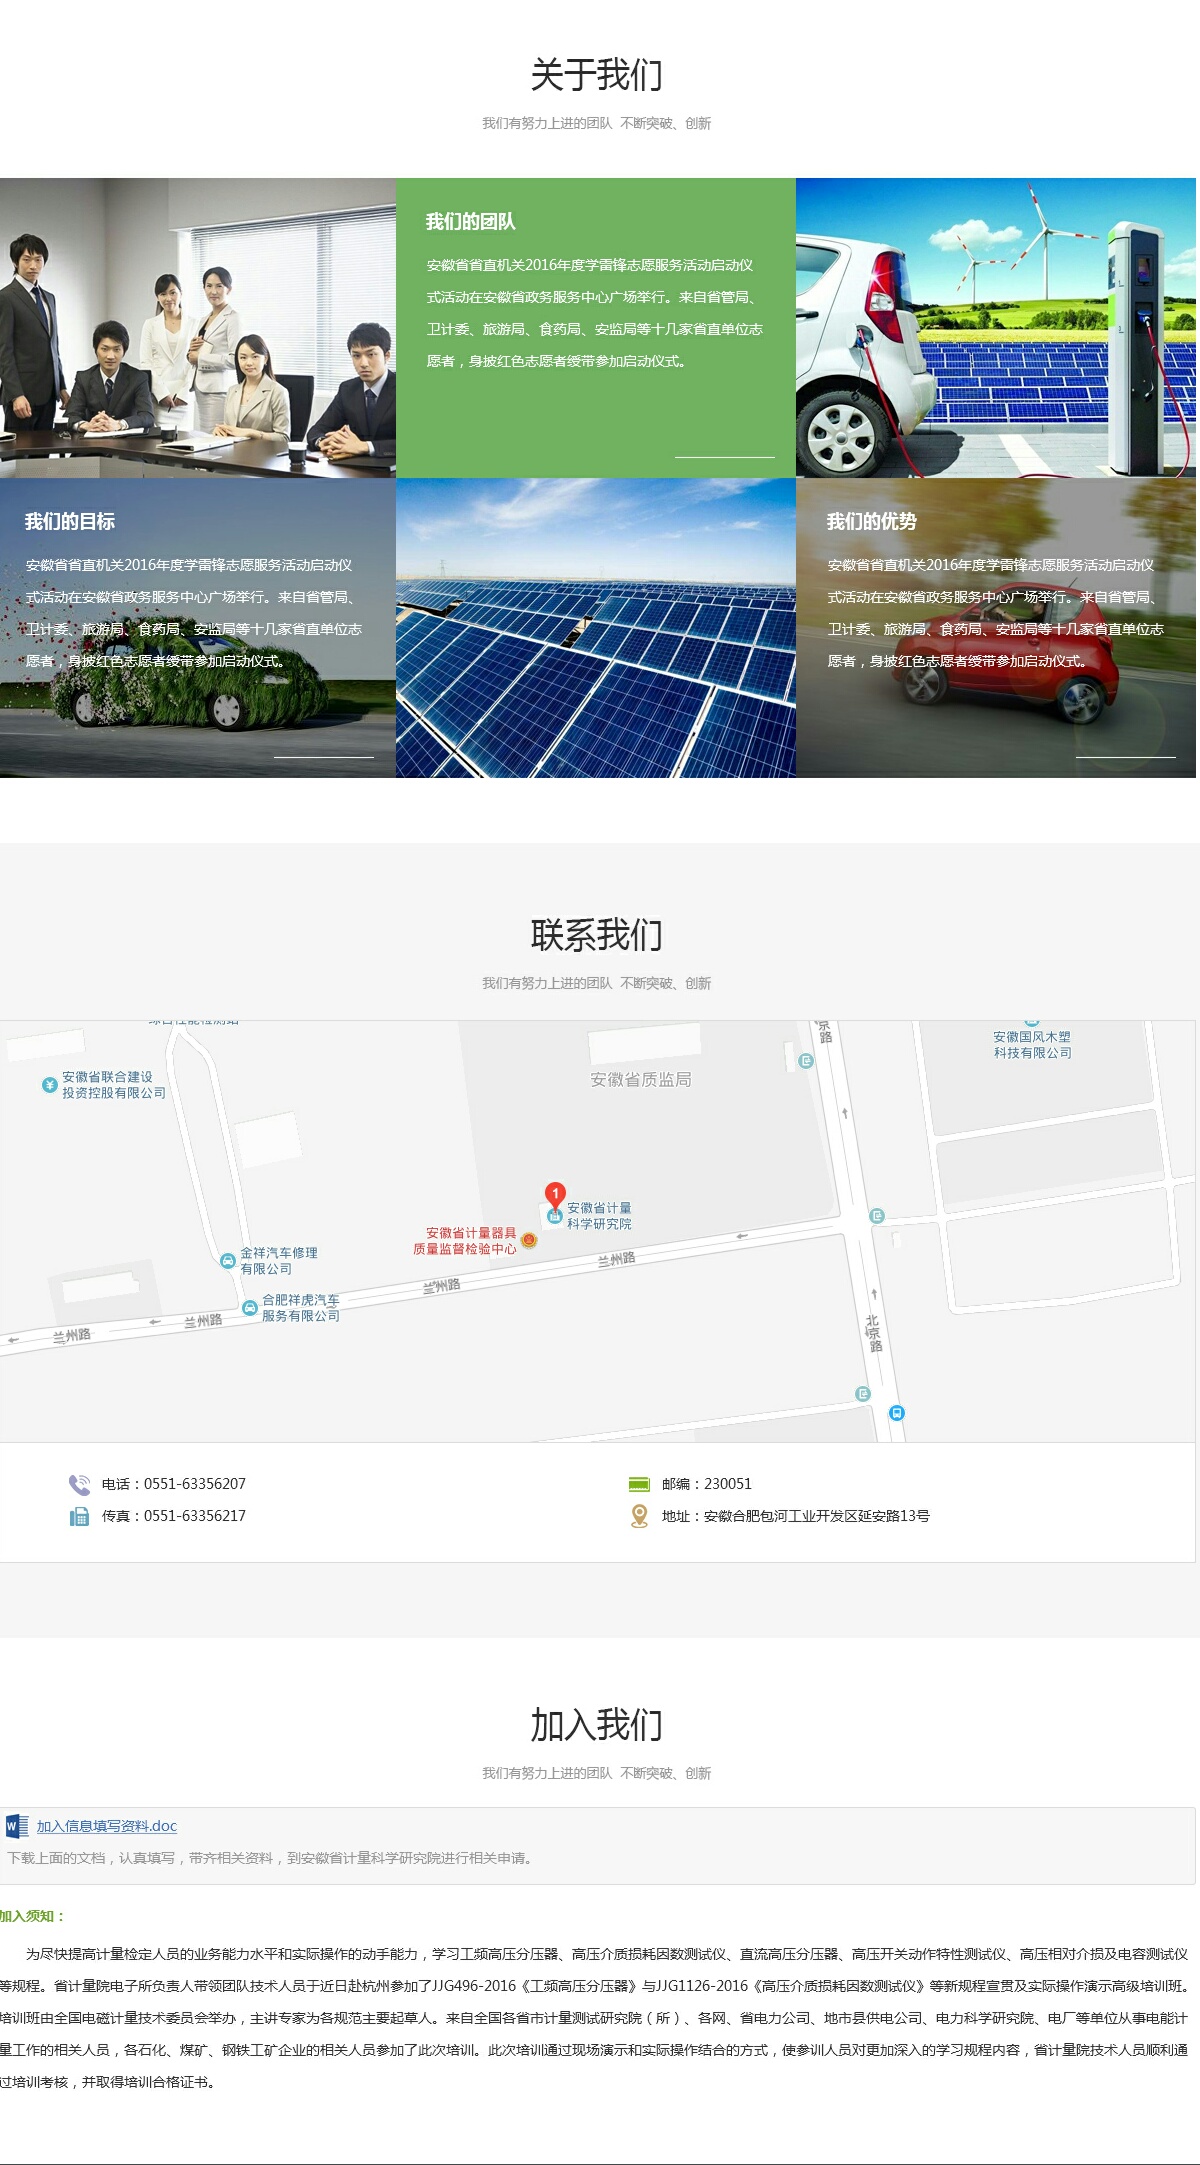 关于我们
我们有努力上进的团队 不断突破、创新
我们的团队
安徽省省直机关2016年度学雷锋志愿服务活动启动仪
式活动在安徽省政务服务中心广场举行。来自省管局、
卫计委、旅游局、食药局、安监局等十几家省直单位志
愿者，身披红色志愿者绶带参加启动仪式。
我们的目标
安徽省省直机关2016年度学雷锋志愿服务活动启动仪
式活动在安徽省政务服务中心广场举行。来自省管局、
卫计委、旅游局、食药局、安监局等十几家省直单位志
愿者，身披红色志愿者绶带参加启动仪式。
我们的优势
安徽省省直机关2016年度学雷锋志愿服务活动启动仪
式活动在安徽省政务服务中心广场举行。来自省管局、
卫计委、旅游局、食药局、安监局等十几家省直单位志
愿者，身披红色志愿者绶带参加启动仪式。
联系我们
我们有努力上进的团队 不断突破、创新
京路
安徽国风木塑
科技有限公司
安徽省联合建设
投资控股有限公司
安徽省质监局
1
安徽省计量
科学研究院
安徽省计量器具
质量监督检验中心
金祥汽车修理
有限公司
合肥祥虎汽车
服务有限公司
兰州路
兰州路
兰州路
兰州路
北京路
电话：0551-63356207
邮编：230051
传真：0551-63356217
地址：安徽合肥包河工业开发区延安路13号
加入我们
我们有努力上进的团队 不断突破、创新
加入信息填写资料.doc
下载上面的文档，认真填写，带齐相关资料，到安徽省计量科学研究院进行相关申请。
加入须知：
为尽快提高计量检定人员的业务能力水平和实际操作的动手能力，学习工频高压分压器、高压介质损耗因数测试仪、直流高压分压器、高压开关动作特性测试仪、高压相对介损及电容测试仪
等规程。省计量院电子所负责人带领团队技术人员于近日赴杭州参加了JJG496-2016《工频高压分压器》与JJG1126-2016《高压介质损耗因数测试仪》等新规程宣贯及实际操作演示高级培训班。
培训班由全国电磁计量技术委员会举办，主讲专家为各规范主要起草人。来自全国各省市计量测试研究院（所）、各网、省电力公司、地市县供电公司、电力科学研究院、电厂等单位从事电能计
量工作的相关人员，各石化、煤矿、钢铁工矿企业的相关人员参加了此次培训。此次培训通过现场演示和实际操作结合的方式，使参训人员对更加深入的学习规程内容，省计量院技术人员顺利通
过培训考核，并取得培训合格证书。